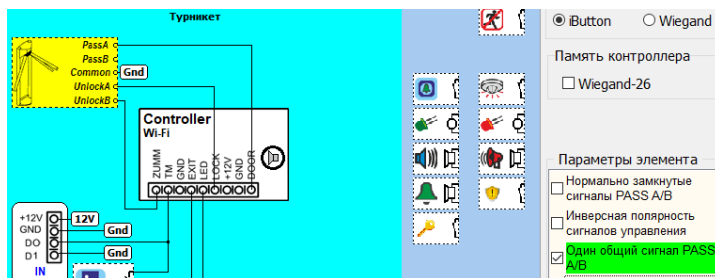 Турникет
PassA
PassB
Common
Gnd
UnlockA
UnlockB
Controller
Wi-Fi
ZUMM
TM
GND
EXIT
LED
LOCK
+12V
GND
DOOR
+12V
12V
GND
Gnd
DO
D1
Gnd
IN
iButton
Wiegand
Память контроллера
Wiegand-26
Параметры элемента
Нормально замкнутые
сигналы PASS A/B
Инверсная полярность
сигналов управления
Один общий сигнал PASS
A/B